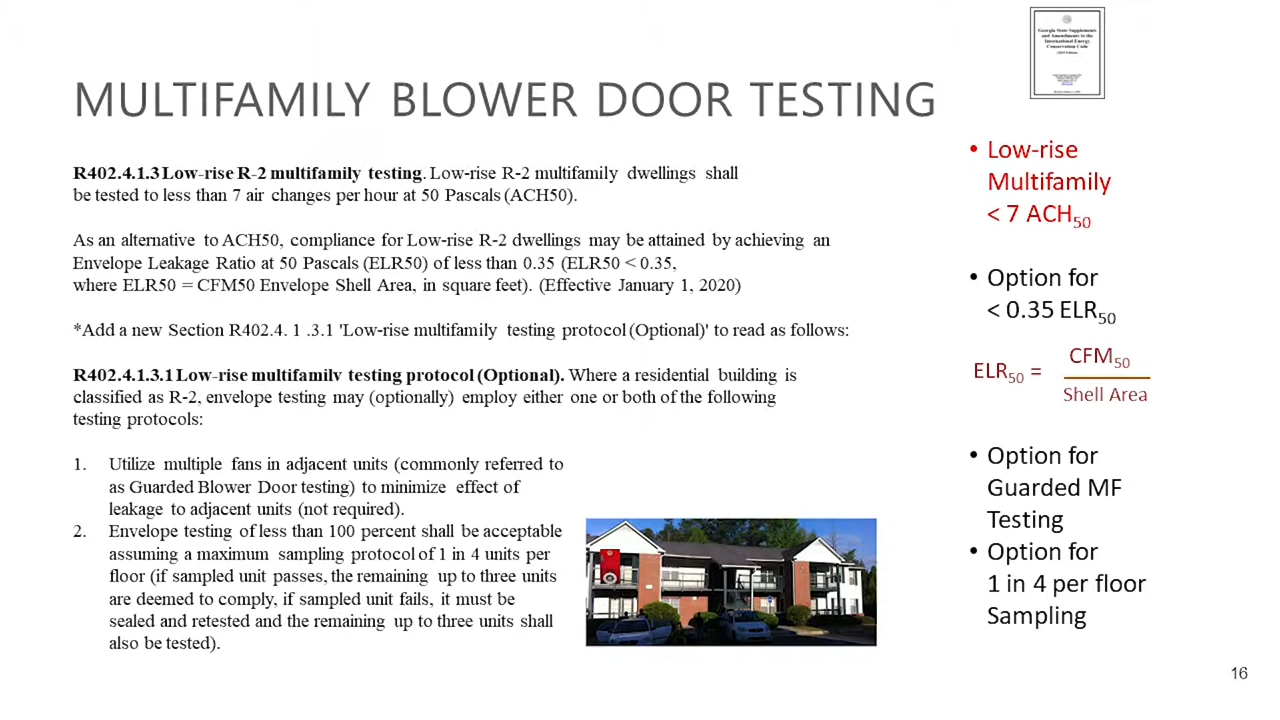 Georgia State Supplements
and Amendments to the
International Energy
Conservation Code
MULTIFAMILY BLOWER DOOR TESTING
R402.4.1.3 Low-rise R-2 multifamily testing. Low-rise R-2 multifamily dwellings shall
be tested to less than 7 air changes per hour at 50 Pascals (ACH50).
As an alternative to ACH50, compliance for Low-rise R-2 dwellings may be attained by achieving an
Envelope Leakage Ratio at 50 Pascals (ELR50) of less than 0.35 (ELR50 < 0.35,
where ELR50 = CFM50 Envelope Shell Area, in square feet). (Effective January 1, 2020)
*Add a new Section R402.4. 1 .3.1 'Low-rise multifamily testing protocol (Optional)' to read as follows:
R402.4.1.3.1 Low-rise multifamilv testing protocol (Optional). Where a residential building is
classified as R-2, envelope testing may (optionally) employ either one or both of the following
testing protocols:
1. Utilize multiple fans in adjacent units (commonly referred to
as Guarded Blower Door testing) to minimize effect of
leakage to adjacent units (not required).
2. Envelope testing of less than 100 percent shall be acceptable
assuming a maximum sampling protocol of 1 in 4 units per
floor (if sampled unit passes, the remaining up to three units
are deemed to comply, if sampled unit fails, it must be
sealed and retested and the remaining up to three units shall
also be tested).
• Low-rise
Multifamily
< 7 ACH50
• Option for
< 0.35 ELR50
ELR50 = CFM50
Shell Area
• Option for
Guarded MF
Testing
• Option for
1 in 4 per floor
Sampling
16